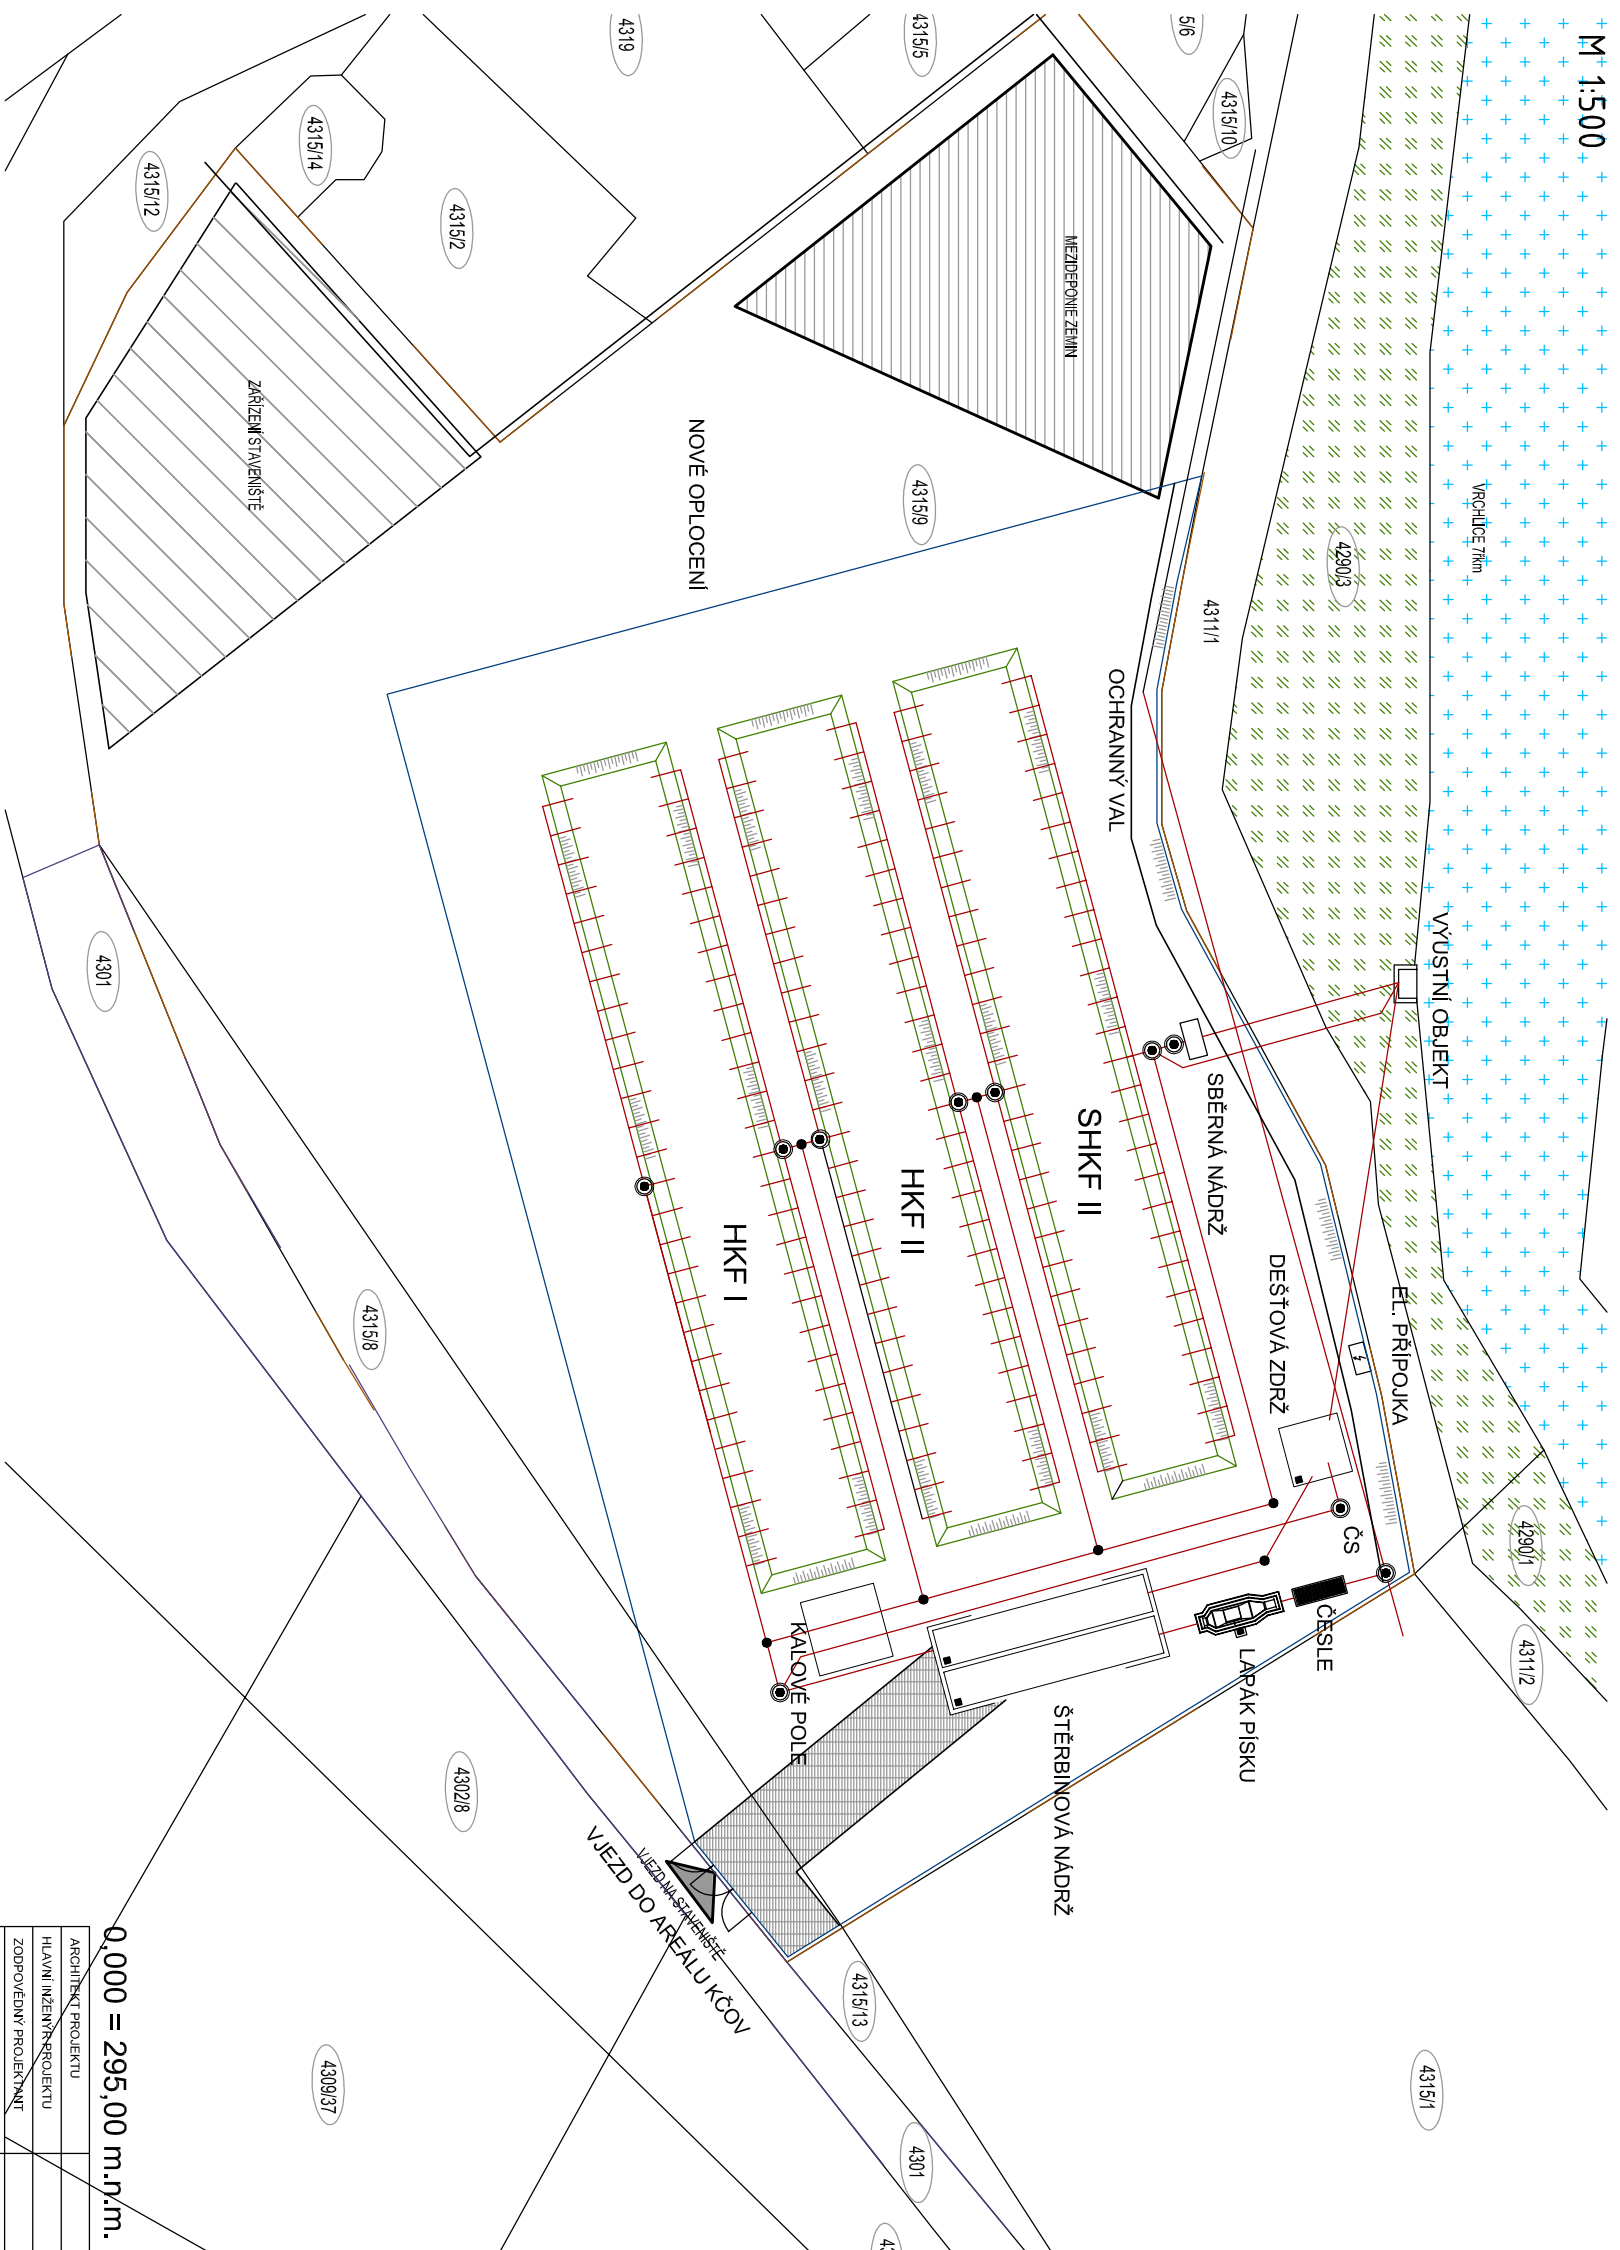 M 1:500
VRCHLICE 7řkm
4290/3
4290/1
4311/2
4311/1
5/6
4315/10
4315/5
4319
4315/14
4315/12
4315/2
MEZIDEPONIE ZEMIN
ZAŘÍZENÍ STAVENIŠTĚ
4315/9
NOVÉ OPLOCENÍ
OCHRANNÝ VAL
VÝUSTNÍ OBJEKT
SBĚRNÁ NÁDRŽ
DEŠŤOVÁ ZDRŽ
EL. PŘÍPOJKA
SHKF II
HKF II
HKF I
ČS
ČESLE
LAPÁK PÍSKU
ŠTĚRBINOVÁ NÁDRŽ
KALOVÉ POLE
VJEZD NA STAVENIŠTĚ
VJEZD DO AREÁLU KČOV
4301
4315/8
4302/8
4315/13
4315/1
4309/37
4301
0,000 = 295,00 m.n.m.
ARCHITEKT PROJEKTU
HLAVNÍ INŽENÝR PROJEKTU
ZODPOVĚDNÝ PROJEKTANT